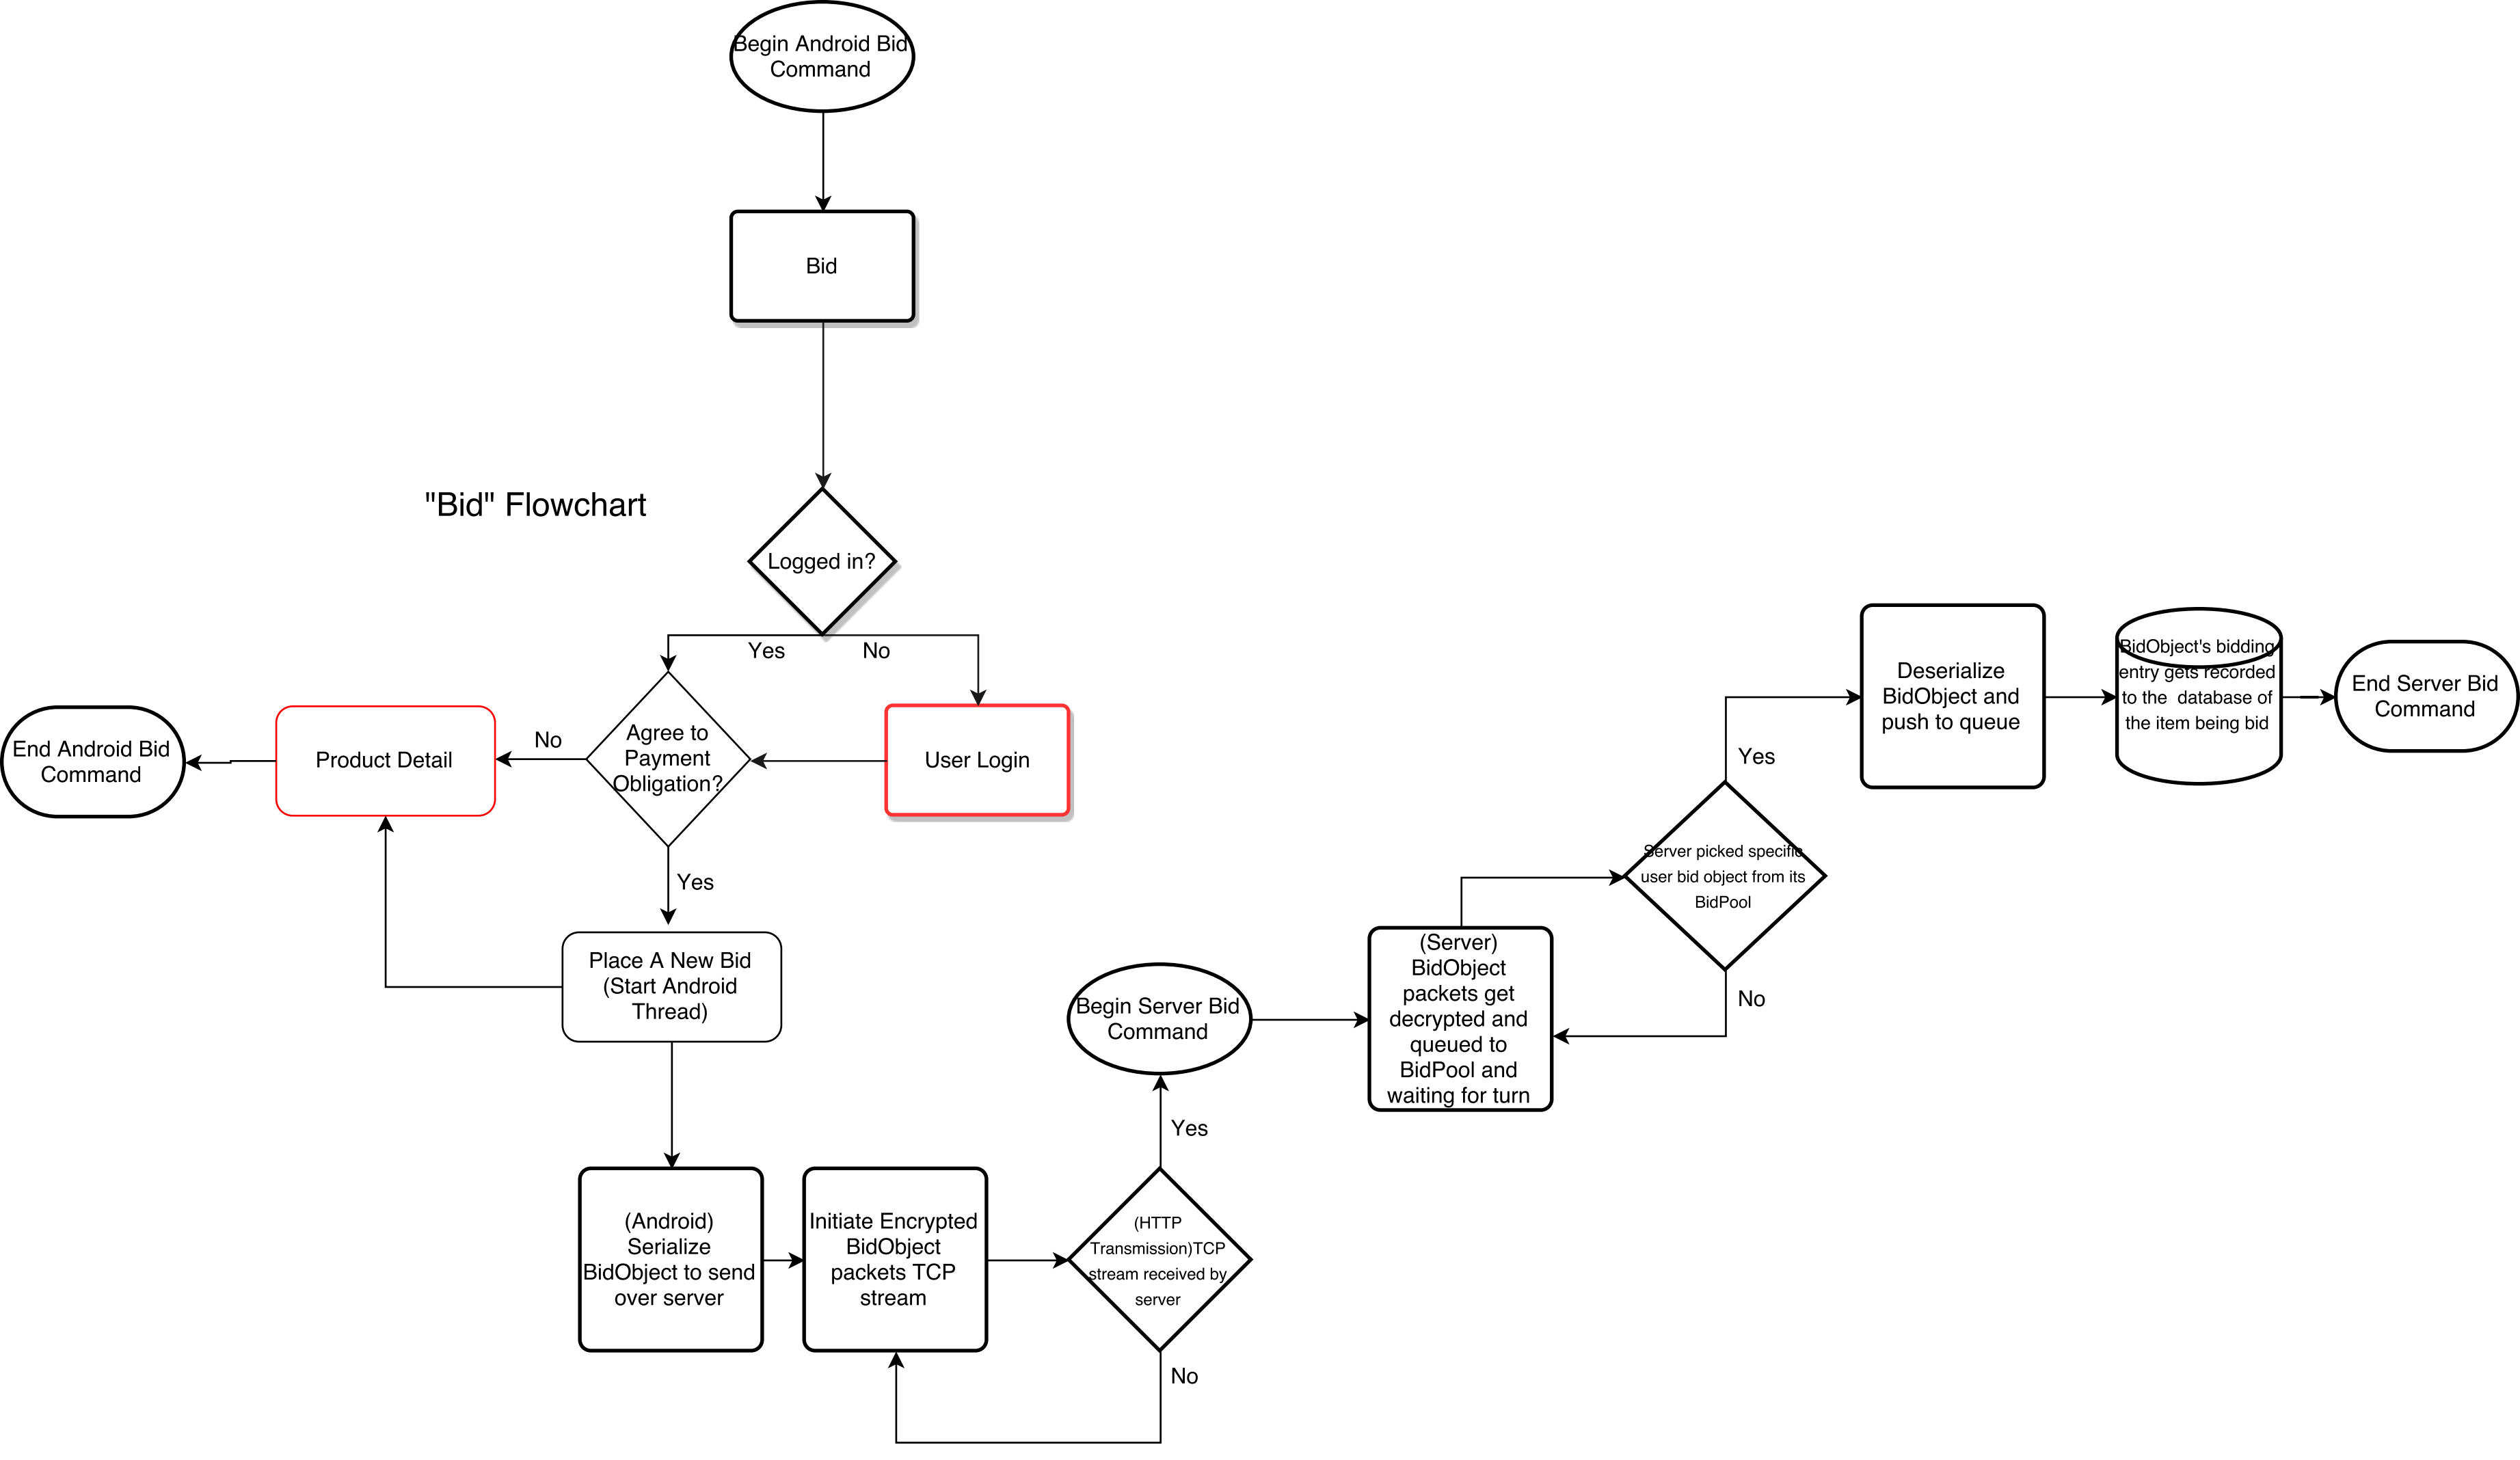 Begin Android Bid
Command
Bid
"Bid" Flowchart
Logged in?
Yes
No
Agree to
Payment
Obligation?
User Login
No
Product Detail
End Android Bid
Command
Yes
Place A New Bid
(Start Android
Thread)
(Android)
Serialize
BidObject to send
over server
Initiate Encrypted
BidObject
packets TCP
stream
(HTTP
Transmission)TCP
stream received by
server
No
Yes
Begin Server Bid
Command
(Server)
BidObject
packets get
decrypted and
queued to
BidPool and
waiting for turn
Server picked specific
user bid object from its
BidPool
No
Yes
Deserialize
BidObject and
push to queue
BidObject's bidding
entry gets recorded
to the  database of
the item being bid
End Server Bid
Command